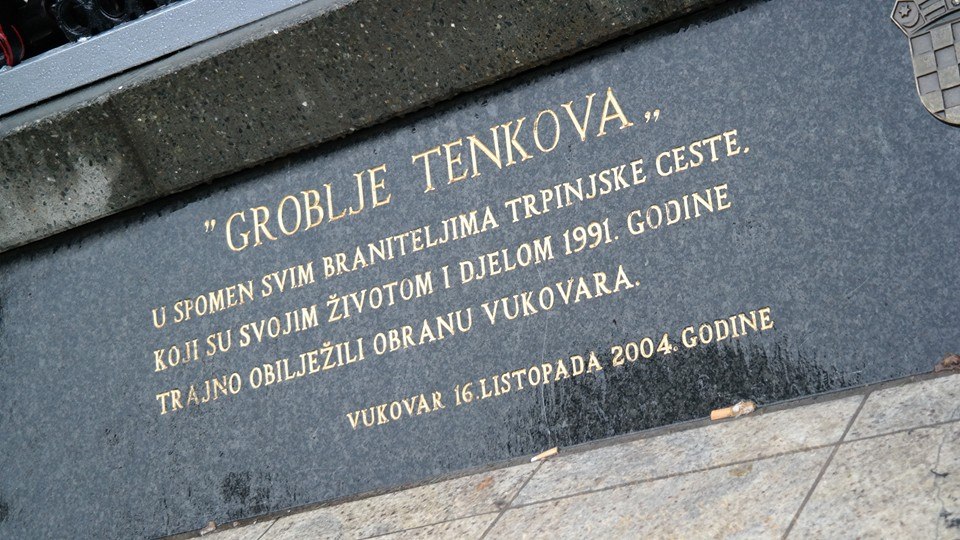 "GROBLJE TENKOVA"
U SPOMEN SVIM BRANITELJIMA TRPINJSKE CESTE.
KOJI SU SVOJIM ŽIVOTOM I DJELOM 1991. GODINE
TRAJNO OBILJEŽILI OBRANU VUKOVARA.
VUKOVAR 16.LISTOPADA 2004.GODINE